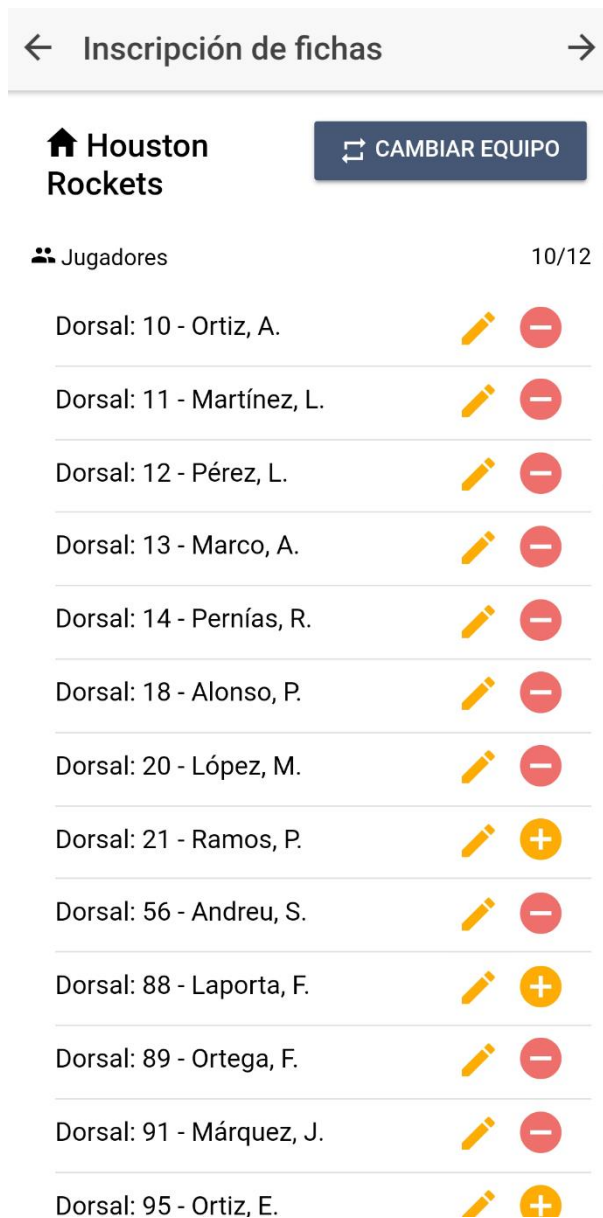 Inscripción de fichas
Houston
Rockets
CAMBIAR EQUIPO
Jugadores 10/12
Dorsal: 10 - Ortiz, A.
Dorsal: 11 - Martínez, L.
Dorsal: 12 - Pérez, L.
Dorsal: 13 - Marco, A.
Dorsal: 14 - Pernías, R.
Dorsal: 18 - Alonso, P.
Dorsal: 20 - López, M.
Dorsal: 21 - Ramos, P.
Dorsal: 56 - Andreu, S.
Dorsal: 88 - Laporta, F.
Dorsal: 89 - Ortega, F.
Dorsal: 91 - Márquez, J.
Dorsal: 95 - Ortiz, E.